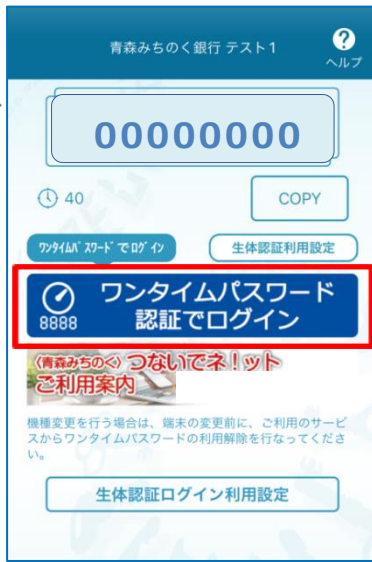 青森みちのく銀行 テスト1
?
ヘルプ
00000000
40
COPY
ワンタイムパスワードでログイン
生体認証利用設定
8888
ワンタイムパスワード
認証でログイン
〈青森みちのく〉つないでネ!ット
ご利用案内
機種変更を行う場合は、端末の変更前に、ご利用のサービ
スからワンタイムパスワードの利用解除を行なってくださ
い。
生体認証ログイン利用設定